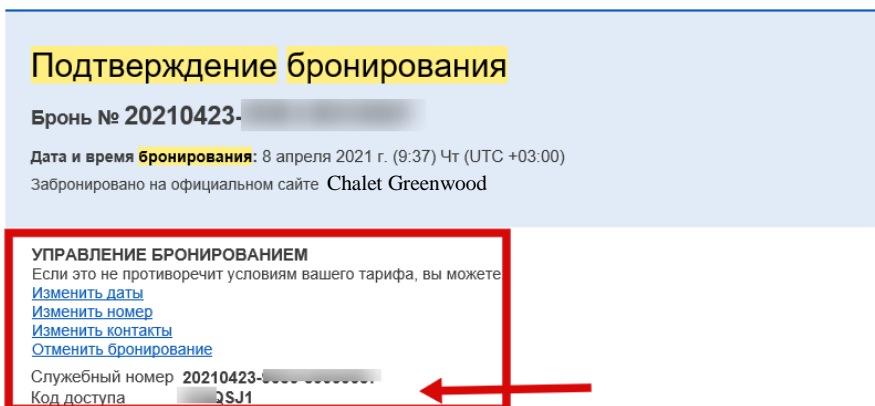 Подтверждение бронирования
Бронь № 20210423-
Дата и время бронирования: 8 апреля 2021 г. (9:37) Чт (UTC +03:00)
Забронировано на официальном сайте Chalet Greenwood
УПРАВЛЕНИЕ БРОНИРОВАНИЕМ
Если это не противоречит условиям вашего тарифа, вы можете
Изменить даты
Изменить номер
Изменить контакты
Отменить бронирование
Служебный номер 20210423-
Код доступа QSJ1